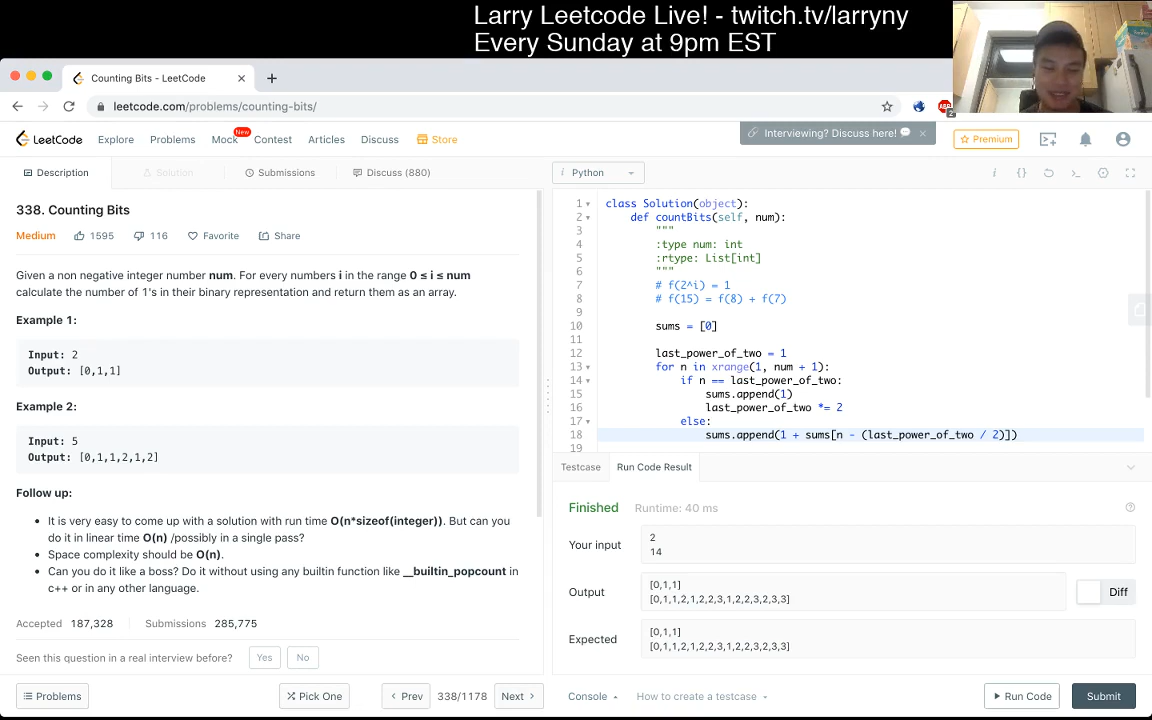 Larry Leetcode Live! - twitch.tv/larryny
Every Sunday at 9pm EST
Counting Bits - LeetCode
leetcode.com/problems/counting-bits/
LeetCode Explore Problems Mock New Contest Articles Discuss Store
Interviewing? Discuss here!
Premium
Description Solution Submissions Discuss (880)
i Python
338. Counting Bits
Medium 1595 116 Favorite Share
Given a non negative integer number num. For every numbers i in the range 0 ≤ i ≤ num
calculate the number of 1's in their binary representation and return them as an array.
Example 1:
Input: 2
Output: [0,1,1]
Example 2:
Input: 5
Output: [0,1,1,2,1,2]
Follow up:
It is very easy to come up with a solution with run time O(n*sizeof(integer)). But can you
do it in linear time O(n) /possibly in a single pass?
Space complexity should be O(n).
Can you do it like a boss? Do it without using any builtin function like __builtin_popcount in
c++ or in any other language.
Accepted 187,328 Submissions 285,775
Seen this question in a real interview before? Yes No
Problems Pick One Prev 338/1178 Next
1 class Solution(object):
2 def countBits(self, num):
3 """
4 :type num: int
5 :rtype: List[int]
6 """
7 # f(2^i) = 1
8 # f(15) = f(8) + f(7)
9
10 sums = [0]
11
12 last_power_of_two = 1
13 for n in xrange(1, num + 1):
14 if n == last_power_of_two:
15 sums.append(1)
16 last_power_of_two *= 2
17 else:
18 sums.append(1 + sums[n - (last_power_of_two / 2)])
19
Testcase Run Code Result
Finished Runtime: 40 ms
Your input
2
14
Output
[0,1,1]
[0,1,1,2,1,2,2,3,1,2,2,3,2,3,3]
Diff
Expected
[0,1,1]
[0,1,1,2,1,2,2,3,1,2,2,3,2,3,3]
Console How to create a testcase Run Code Submit